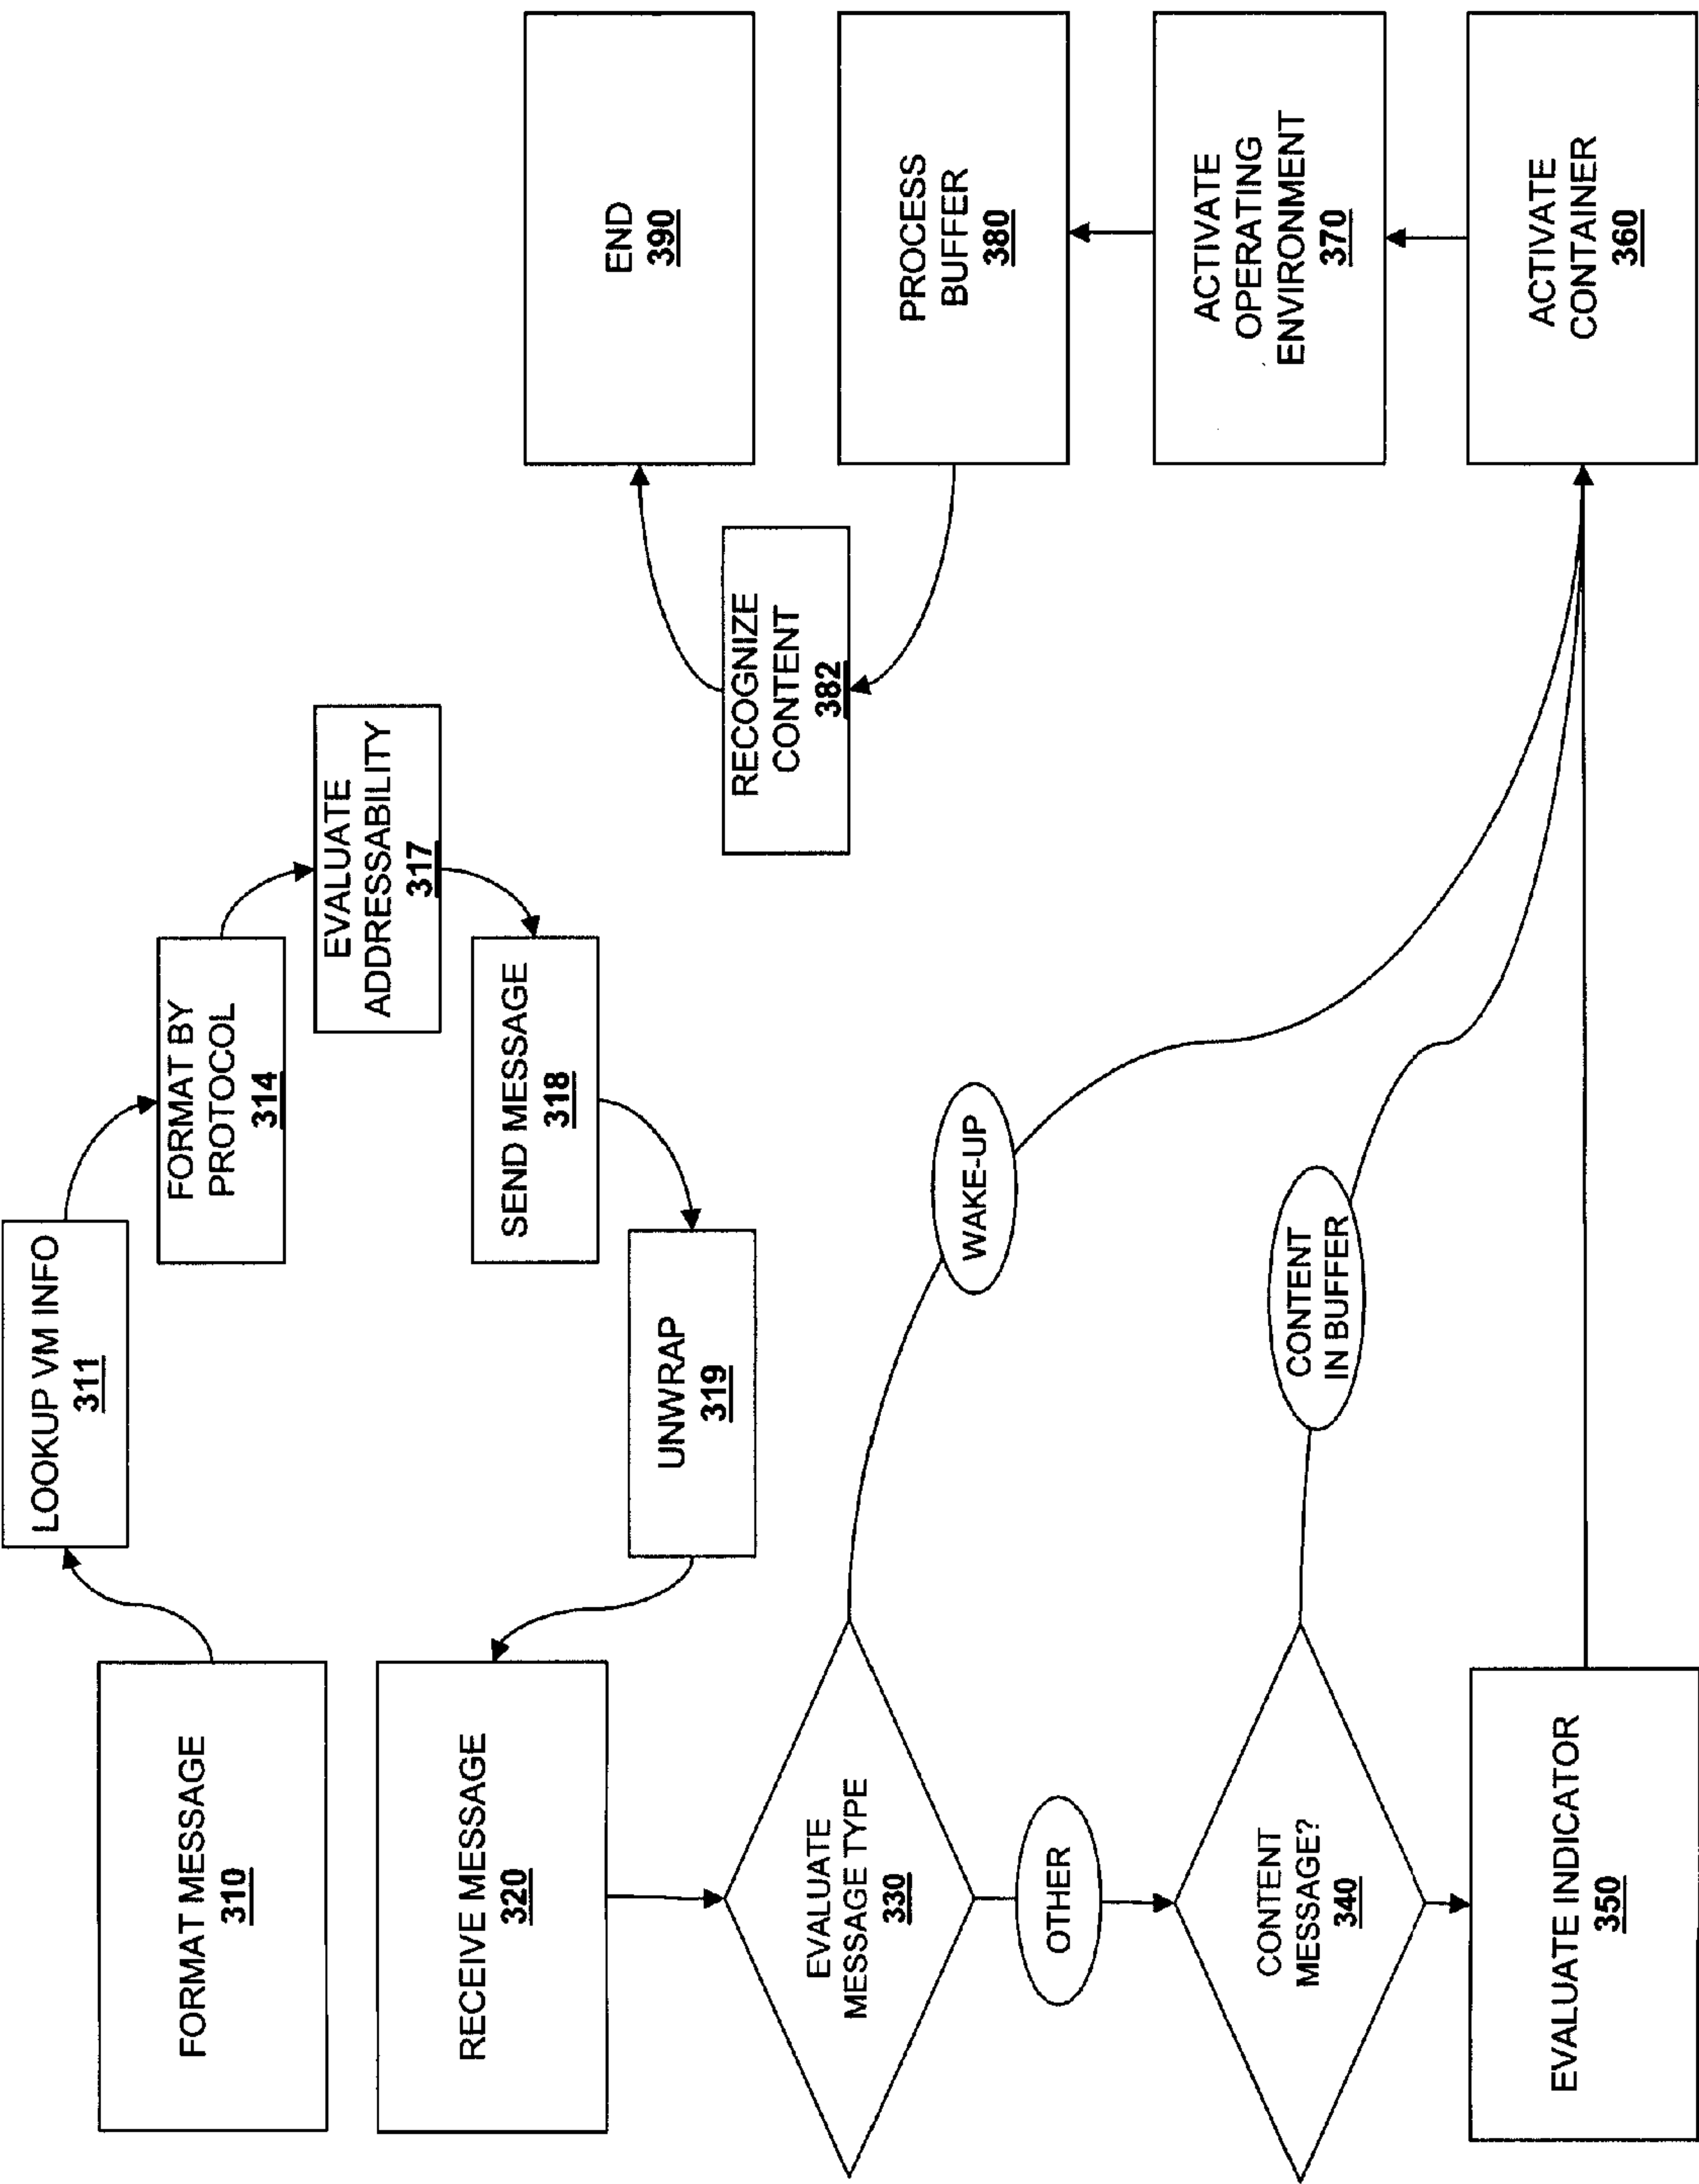 FORMAT MESSAGE
310
LOOKUP VM INFO
311
FORMAT BY
PROTOCOL
314
EVALUATE
ADDRESSABILITY
317
SEND MESSAGE
318
UNWRAP
319
RECEIVE MESSAGE
320
EVALUATE
MESSAGE TYPE
330
WAKE-UP
OTHER
CONTENT
MESSAGE?
340
CONTENT
IN BUFFER
EVALUATE INDICATOR
350
ACTIVATE
CONTAINER
360
ACTIVATE
OPERATING
ENVIRONMENT
370
PROCESS
BUFFER
380
RECOGNIZE
CONTENT
382
END
390